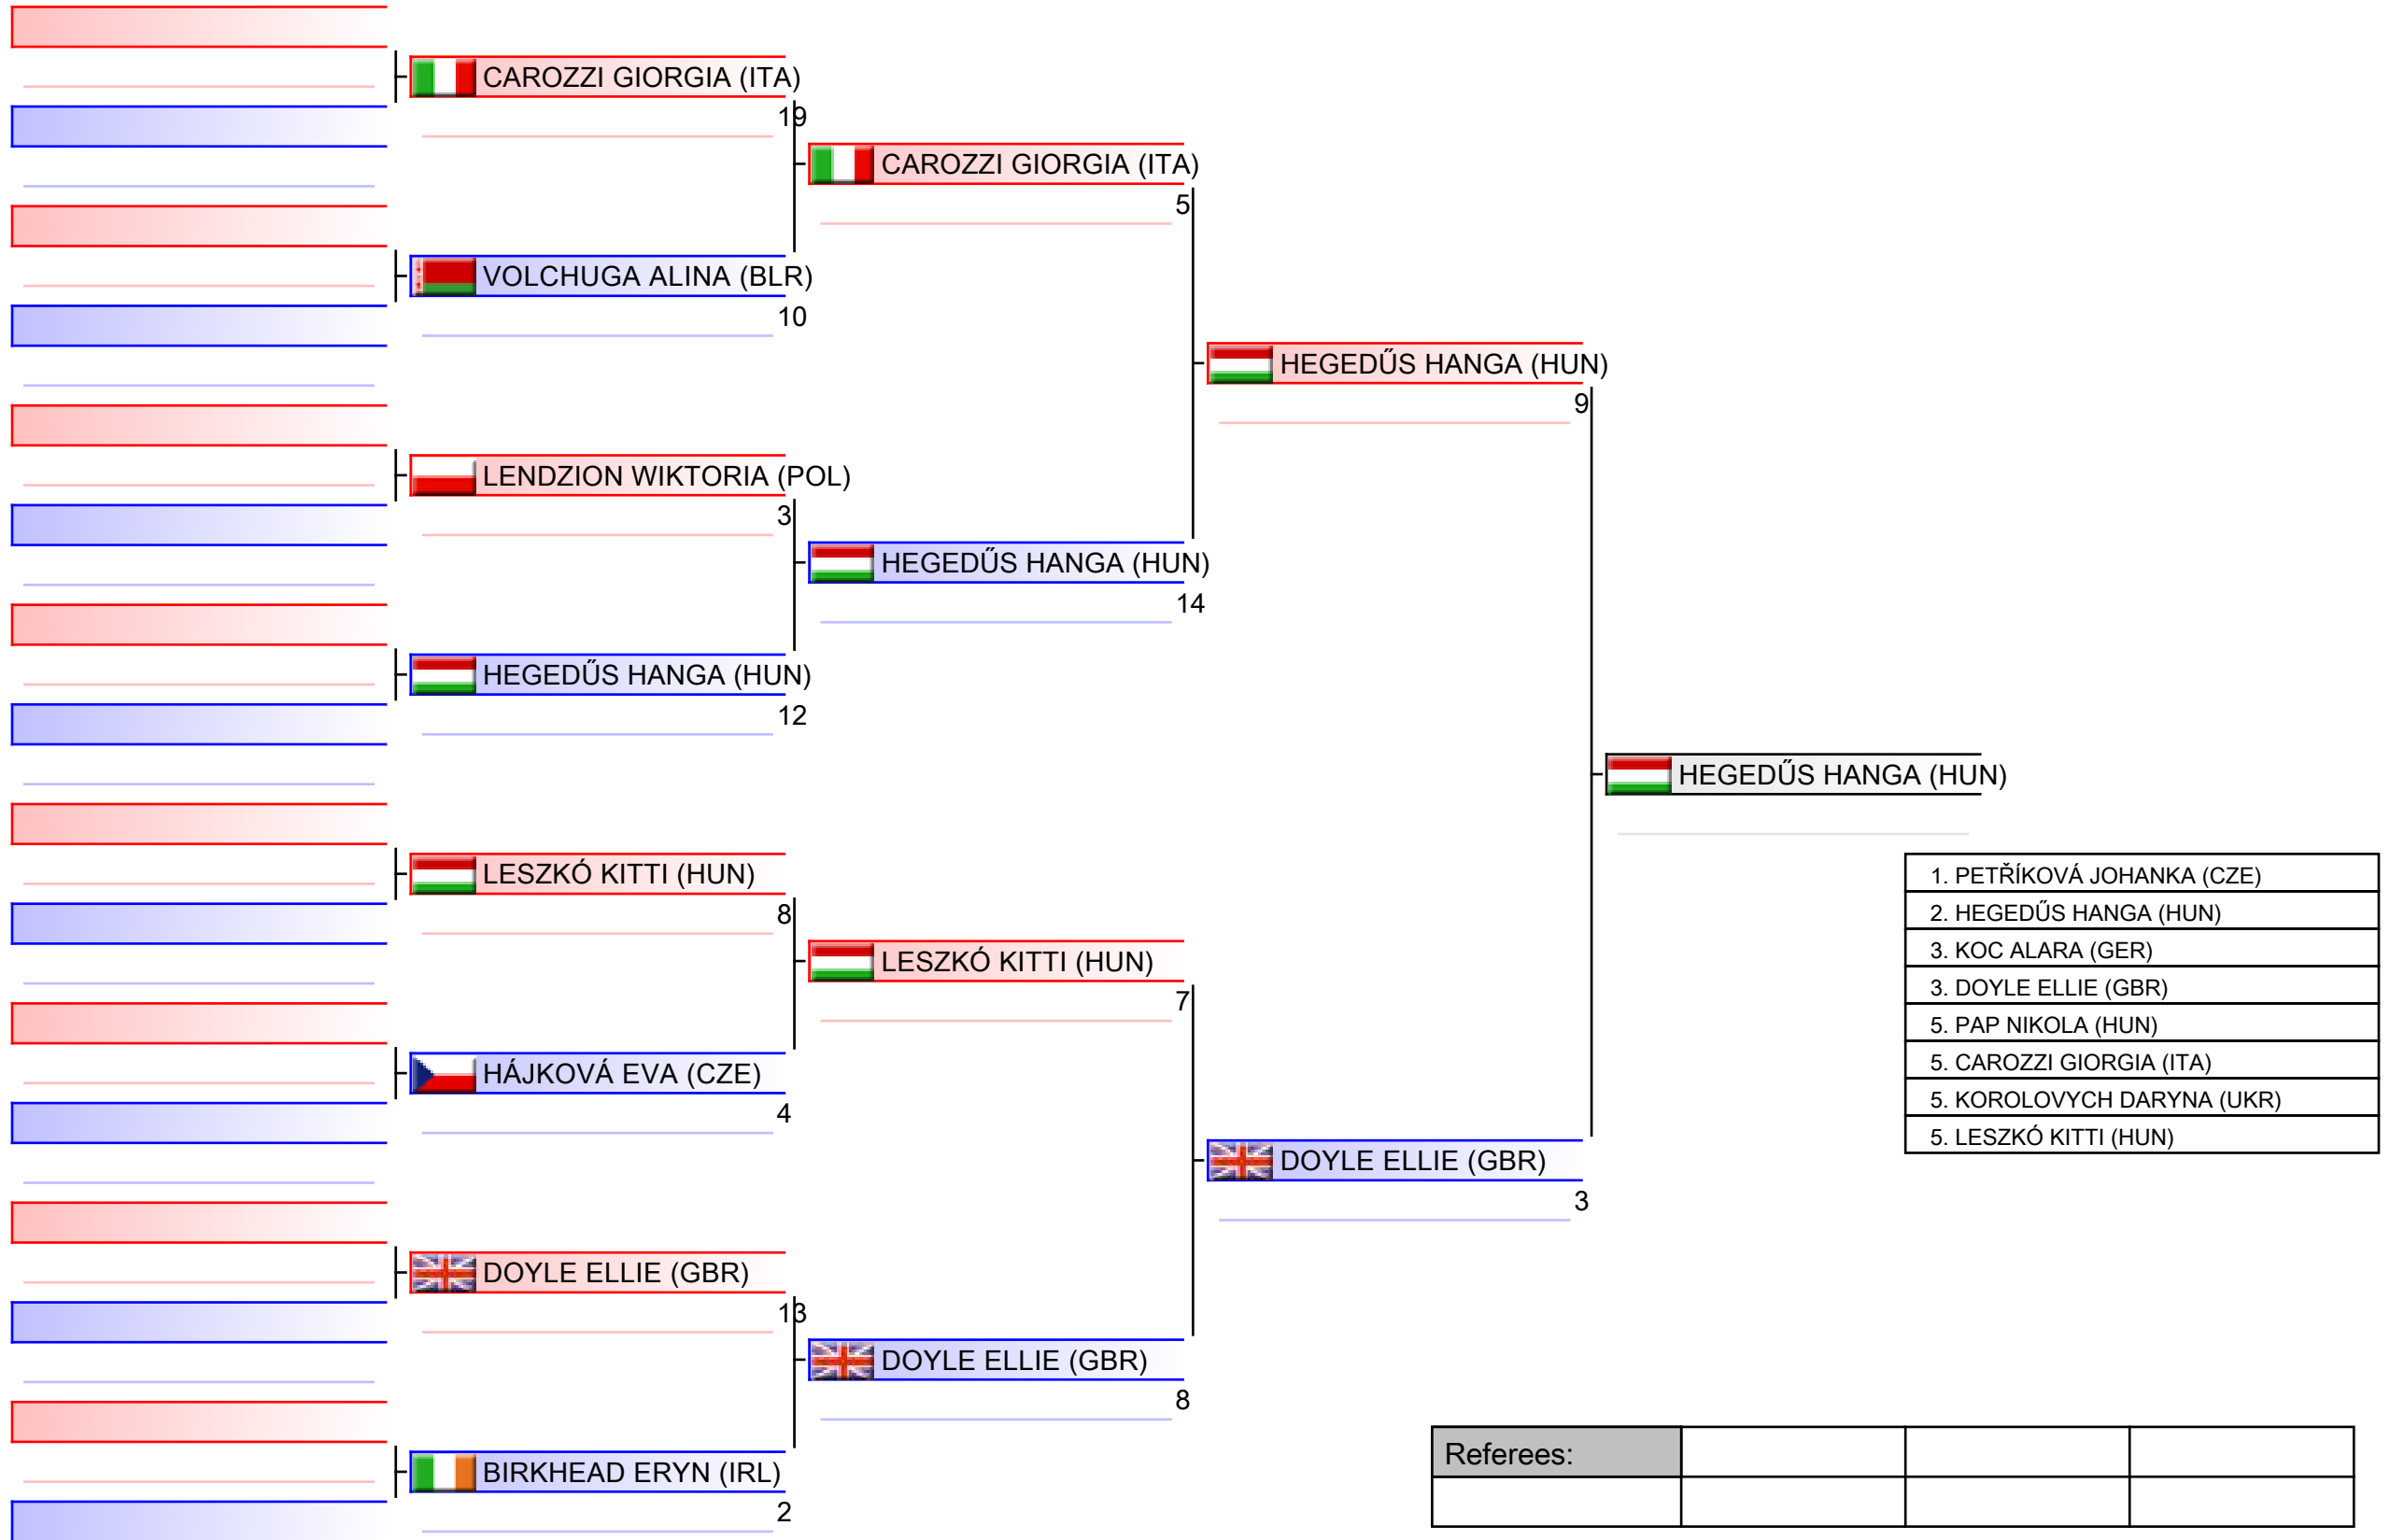 CAROZZI GIORGIA (ITA)
19
CAROZZI GIORGIA (ITA)
5
VOLCHUGA ALINA (BLR)
10
HEGEDŰS HANGA (HUN)
9
LENDZION WIKTORIA (POL)
3
HEGEDŰS HANGA (HUN)
14
HEGEDŰS HANGA (HUN)
12
HEGEDŰS HANGA (HUN)
LESZKÓ KITTI (HUN)
8
LESZKÓ KITTI (HUN)
7
HÁJKOVÁ EVA (CZE)
4
DOYLE ELLIE (GBR)
3
DOYLE ELLIE (GBR)
13
DOYLE ELLIE (GBR)
8
BIRKHEAD ERYN (IRL)
2
1. PETŘÍKOVÁ JOHANKA (CZE)
2. HEGEDŰS HANGA (HUN)
3. KOC ALARA (GER)
3. DOYLE ELLIE (GBR)
5. PAP NIKOLA (HUN)
5. CAROZZI GIORGIA (ITA)
5. KOROLOVYCH DARYNA (UKR)
5. LESZKÓ KITTI (HUN)
Referees: